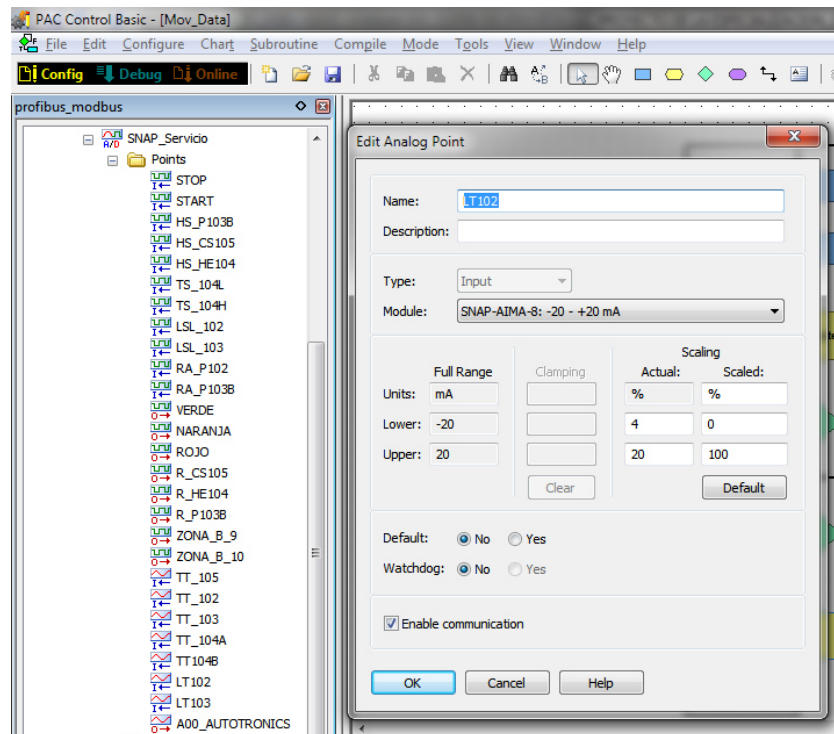 PAC Control Basic - [Mov_Data]
File Edit Configure Chart Subroutine Compile Mode Tools View Window Help
Config Debug Online
profibus_modbus
SNAP_Servicio
Points
STOP
START
HS_P103B
HS_CS105
HS_HE104
TS_104L
TS_104H
LSL_102
LSL_103
RA_P102
RA_P103B
VERDE
NARANJA
ROJO
R_CS105
R_HE104
R_P103B
ZONA_B_9
ZONA_B_10
TT_105
TT_102
TT_103
TT_104A
TT104B
LT102
LT103
A00_AUTOTRONICS
Edit Analog Point
Name: LT102
Description:
Type: Input
Module: SNAP-AIMA-8: -20 - +20 mA
Scaling
Full Range Clamping Actual: Scaled:
Units: mA % %
Lower: -20 4 0
Upper: 20 20 100
Clear Default
Default: No Yes
Watchdog: No Yes
Enable communication
OK Cancel Help